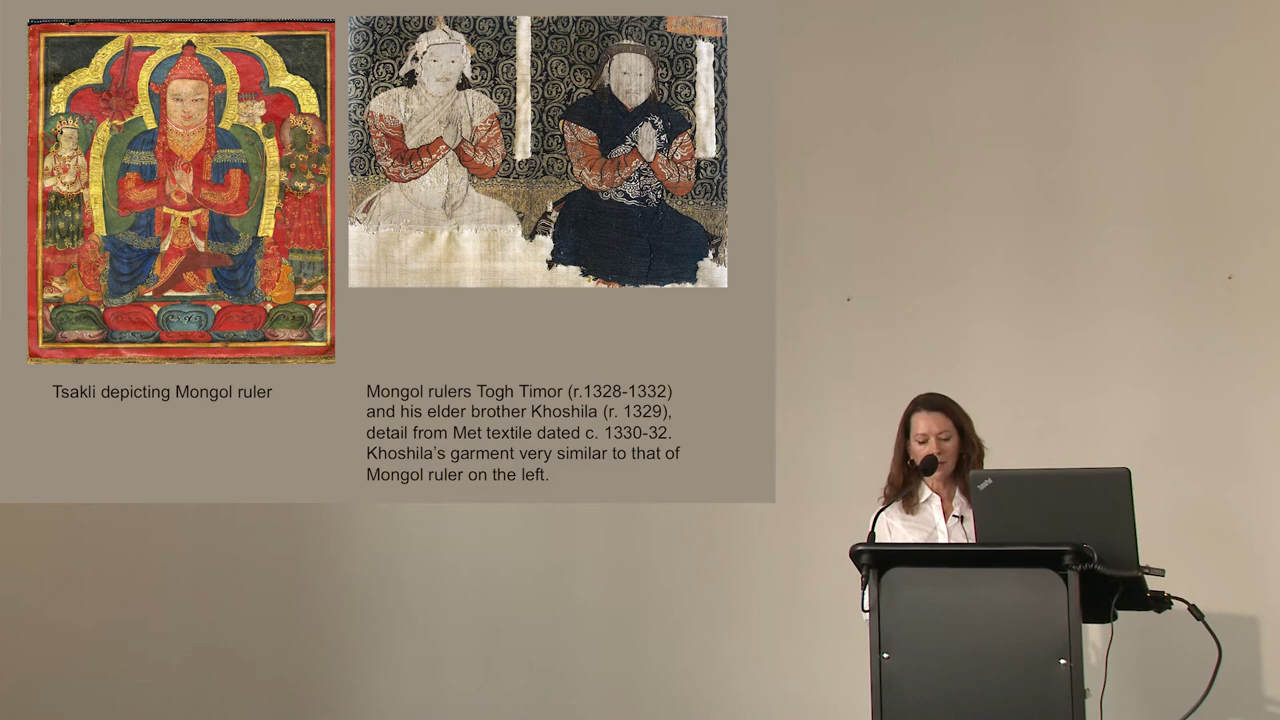 Tsakli depicting Mongol ruler
Mongol rulers Togh Timor (r.1328-1332)
and his elder brother Khoshila (r. 1329),
detail from Met textile dated c. 1330-32.
Khoshila's garment very similar to that of
Mongol ruler on the left.
ThinkPad